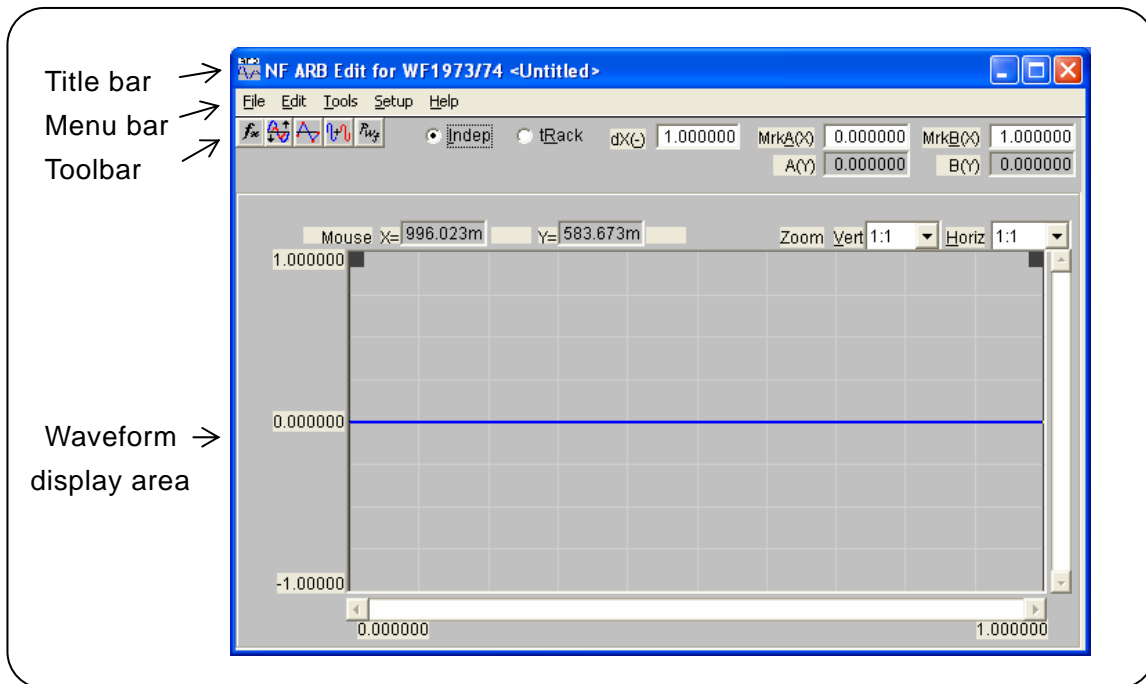 Title bar
Menu bar
Toolbar
Waveform
display area
NF ARB Edit for WF1973/74 <Untitled>
File Edit Tools Setup Help
Indep tRack dX(-) 1.000000 MrkA(X) 0.000000 MrkB(X) 1.000000
A(Y) 0.000000 B(Y) 0.000000
Mouse X= 996.023m Y= 583.673m Zoom Vert 1:1 Horiz 1:1
1.000000
0.000000
-1.00000
0.000000 1.000000